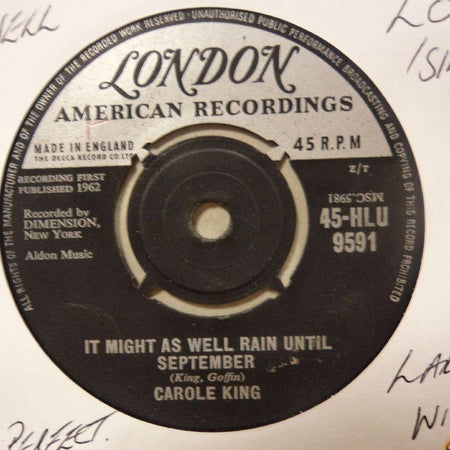 ALL RIGHTS OF THE MANUFACTURER AND OF THE OWNER OF THE RECORDED WORK RESERVED · UNAUTHORISED PUBLIC PERFORMANCE BROADCASTING AND COPYING OF THIS RECORD PROHIBITED
LONDON
AMERICAN RECORDINGS
MADE IN ENGLAND
THE DECCA RECORD CO. LTD
45 R.P.M
Z/T
RECORDING FIRST
PUBLISHED 1962
MSC.5981
Recorded by
DIMENSION,
New York
45-HLU
9591
Aldon Music
IT MIGHT AS WELL RAIN UNTIL
SEPTEMBER
(King, Goffin)
CAROLE KING
PERFECT.